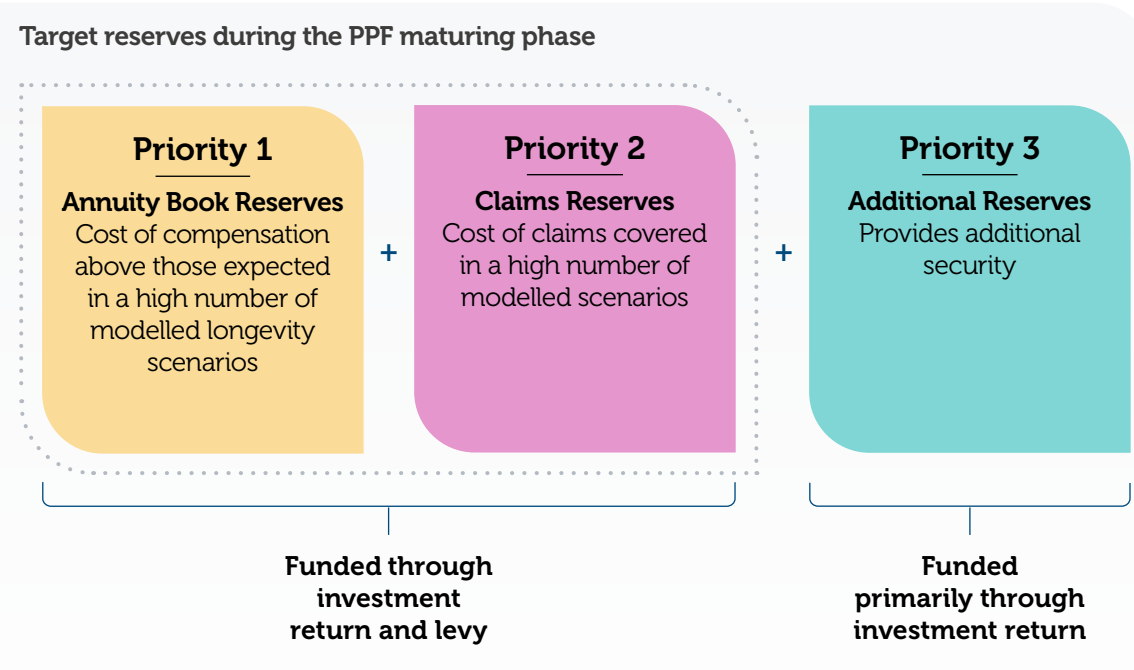 Target reserves during the PPF maturing phase
Priority 1
Annuity Book Reserves
Cost of compensation
above those expected
in a high number of
modelled longevity
scenarios
+
Priority 2
Claims Reserves
Cost of claims covered
in a high number of
modelled scenarios
+
Priority 3
Additional Reserves
Provides additional
security
Funded through
investment
return and levy
Funded
primarily through
investment return